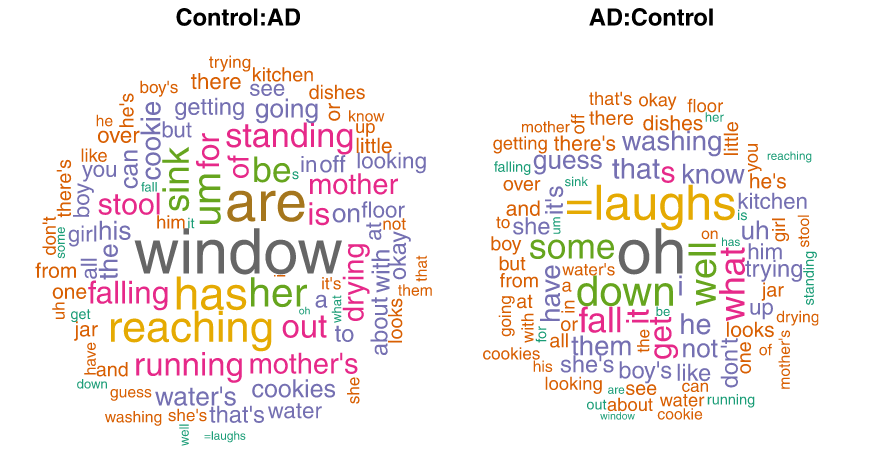 Control:AD
trying
there kitchen
boy's see dishes
he he's getting going or know
over cookie but standing up
little
like can sink um for of be s in off looking
you fall mother
there's boy stool are is on floor
him it not
don't some girl his window okay
all the drying with that
from falling has her it's a what about them
one oh looks
uh get reaching out to
jar
have and running mother's
down guess water's cookies she
washing she's that's water
well =laughs
AD:Control
that's okay floor
mother off there dishes her
getting there's washing little you
falling guess thats know reaching
over sink it's he's
and um =laughs kitchen
to she is uh girl stool
boy some oh on has him
but water's i well what trying standing
from have a down jar
going at in fall it be up drying
with or the get he looks
for all them not don't one of mother's
cookies his she's boy's like
looking are see can
out about water running
window cookie